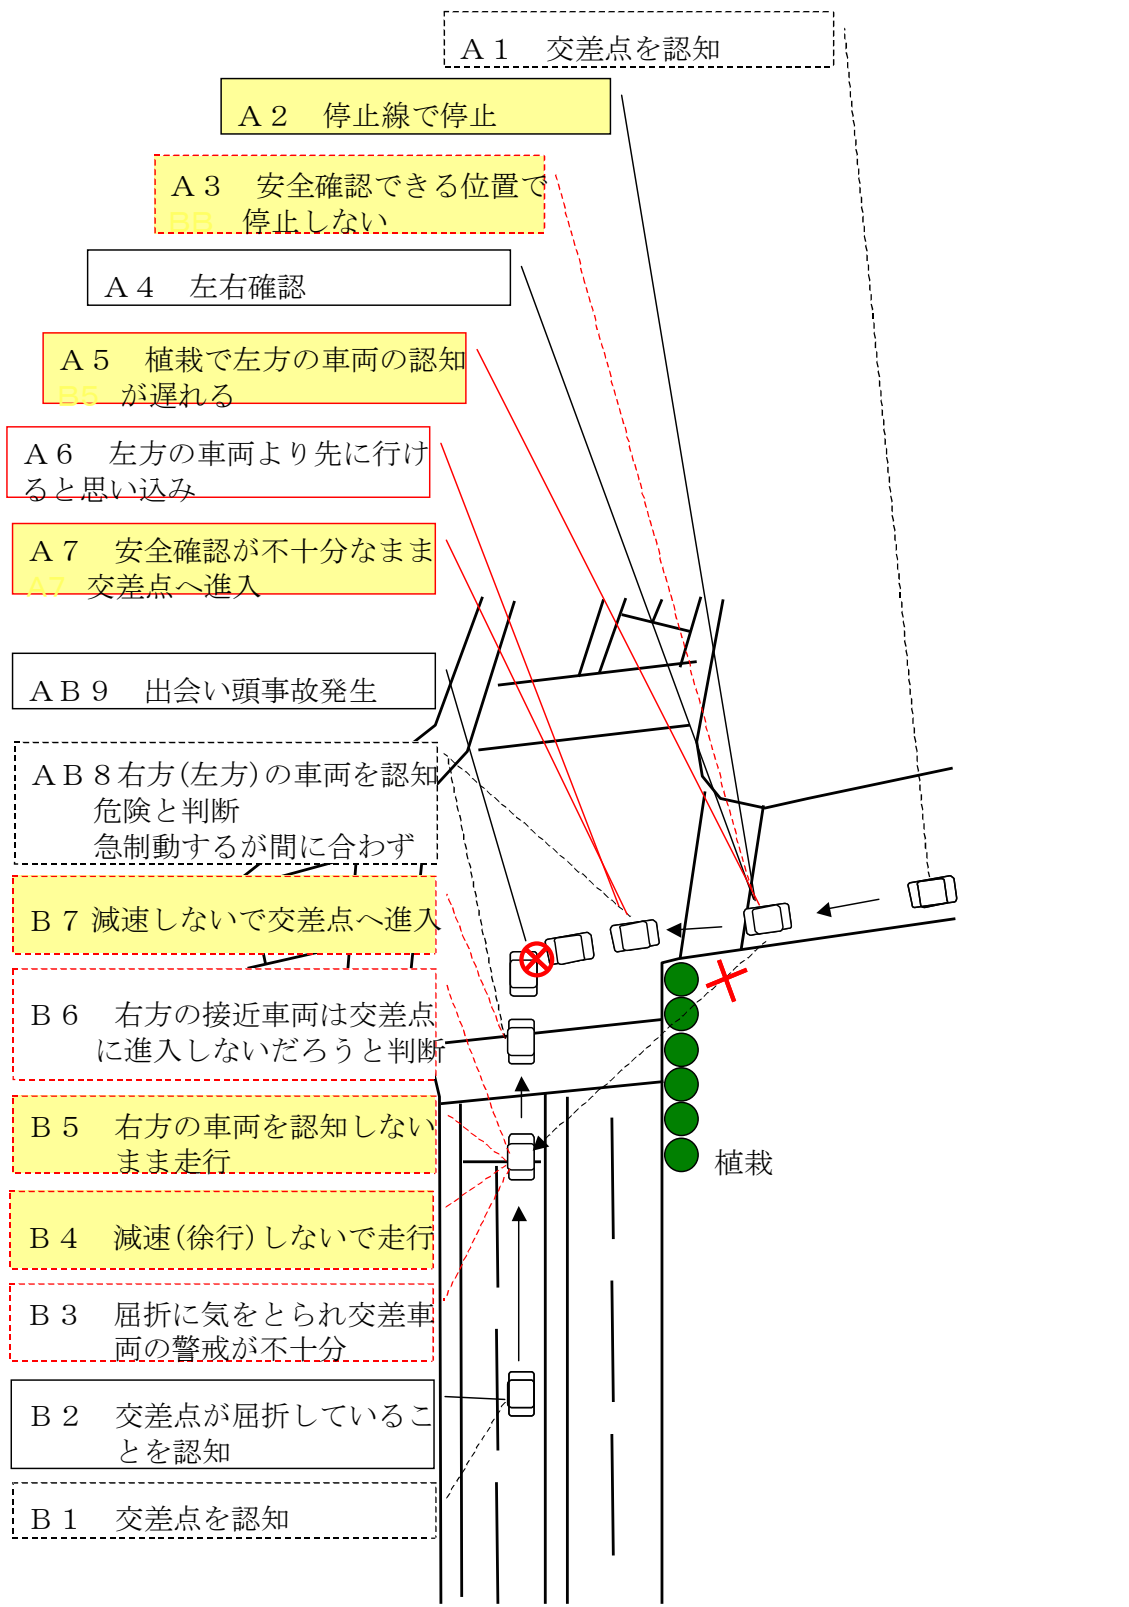 Ａ１　交差点を認知
Ａ２　停止線で停止
Ａ３　安全確認できる位置で
停止しない
Ａ４　左右確認
Ａ５　植栽で左方の車両の認知
B5 が遅れる
Ａ６　左方の車両より先に行け
ると思い込み
Ａ７　安全確認が不十分なまま
A7 交差点へ進入
ＡＢ９　出会い頭事故発生
ＡＢ８右方(左方)の車両を認知
危険と判断
急制動するが間に合わず
Ｂ７ 減速しないで交差点へ進入
Ｂ６　右方の接近車両は交差点
に進入しないだろうと判断
Ｂ５　右方の車両を認知しない
まま走行
Ｂ４　減速(徐行)しないで走行
Ｂ３　屈折に気をとられ交差車
両の警戒が不十分
Ｂ２　交差点が屈折しているこ
とを認知
Ｂ１　交差点を認知
植栽